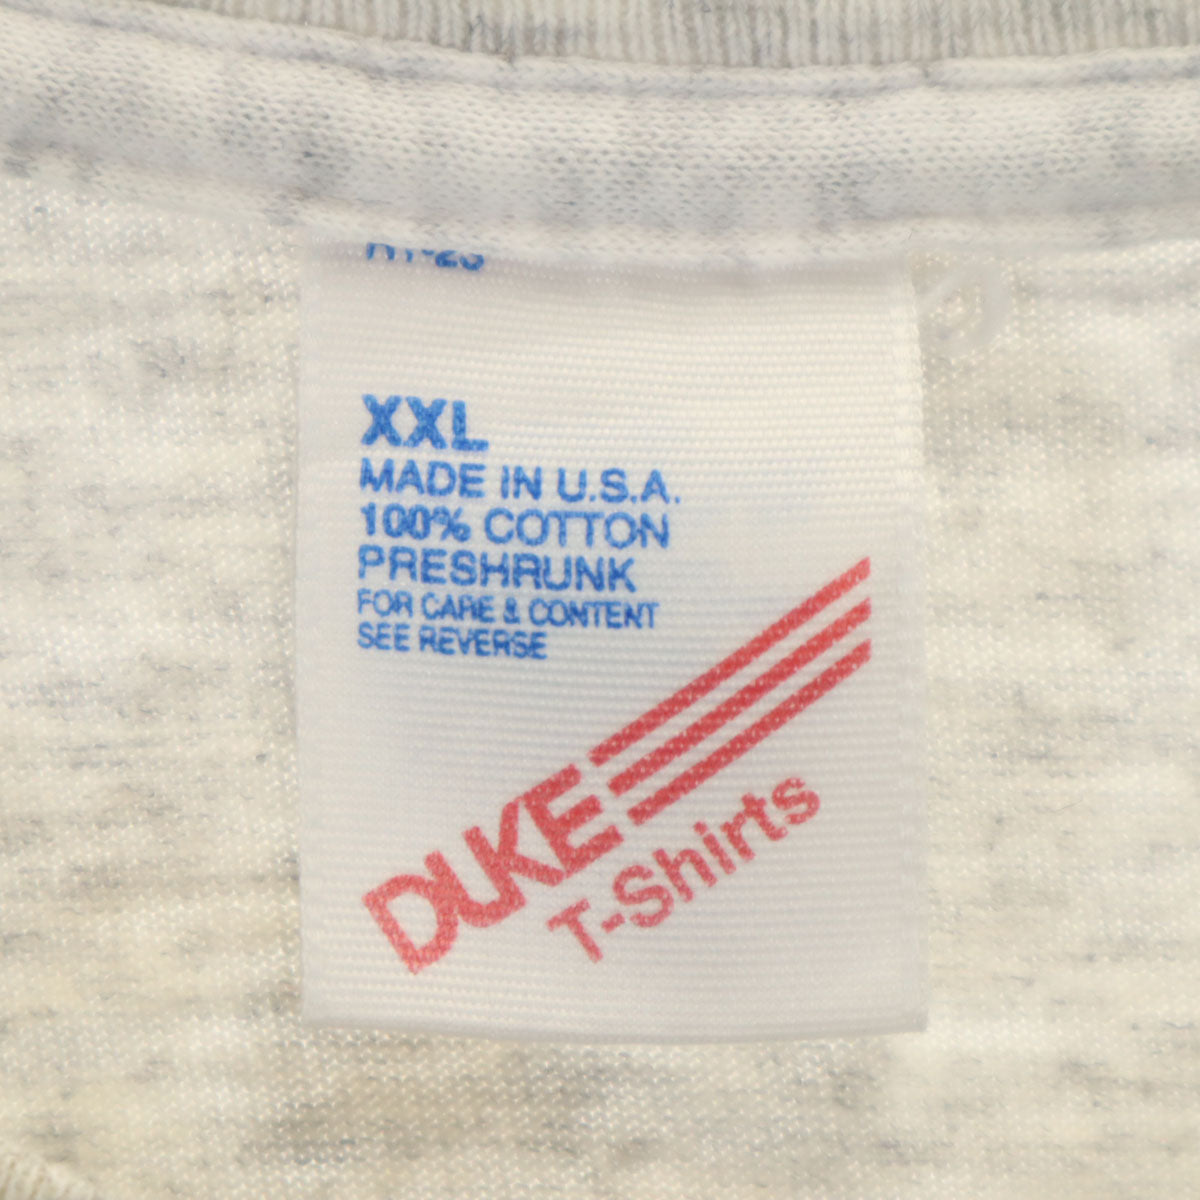 XXL
MADE IN U.S.A.
100% COTTON
PRESHRUNK
FOR CARE & CONTENT
SEE REVERSE
DUKE
T-Shirts